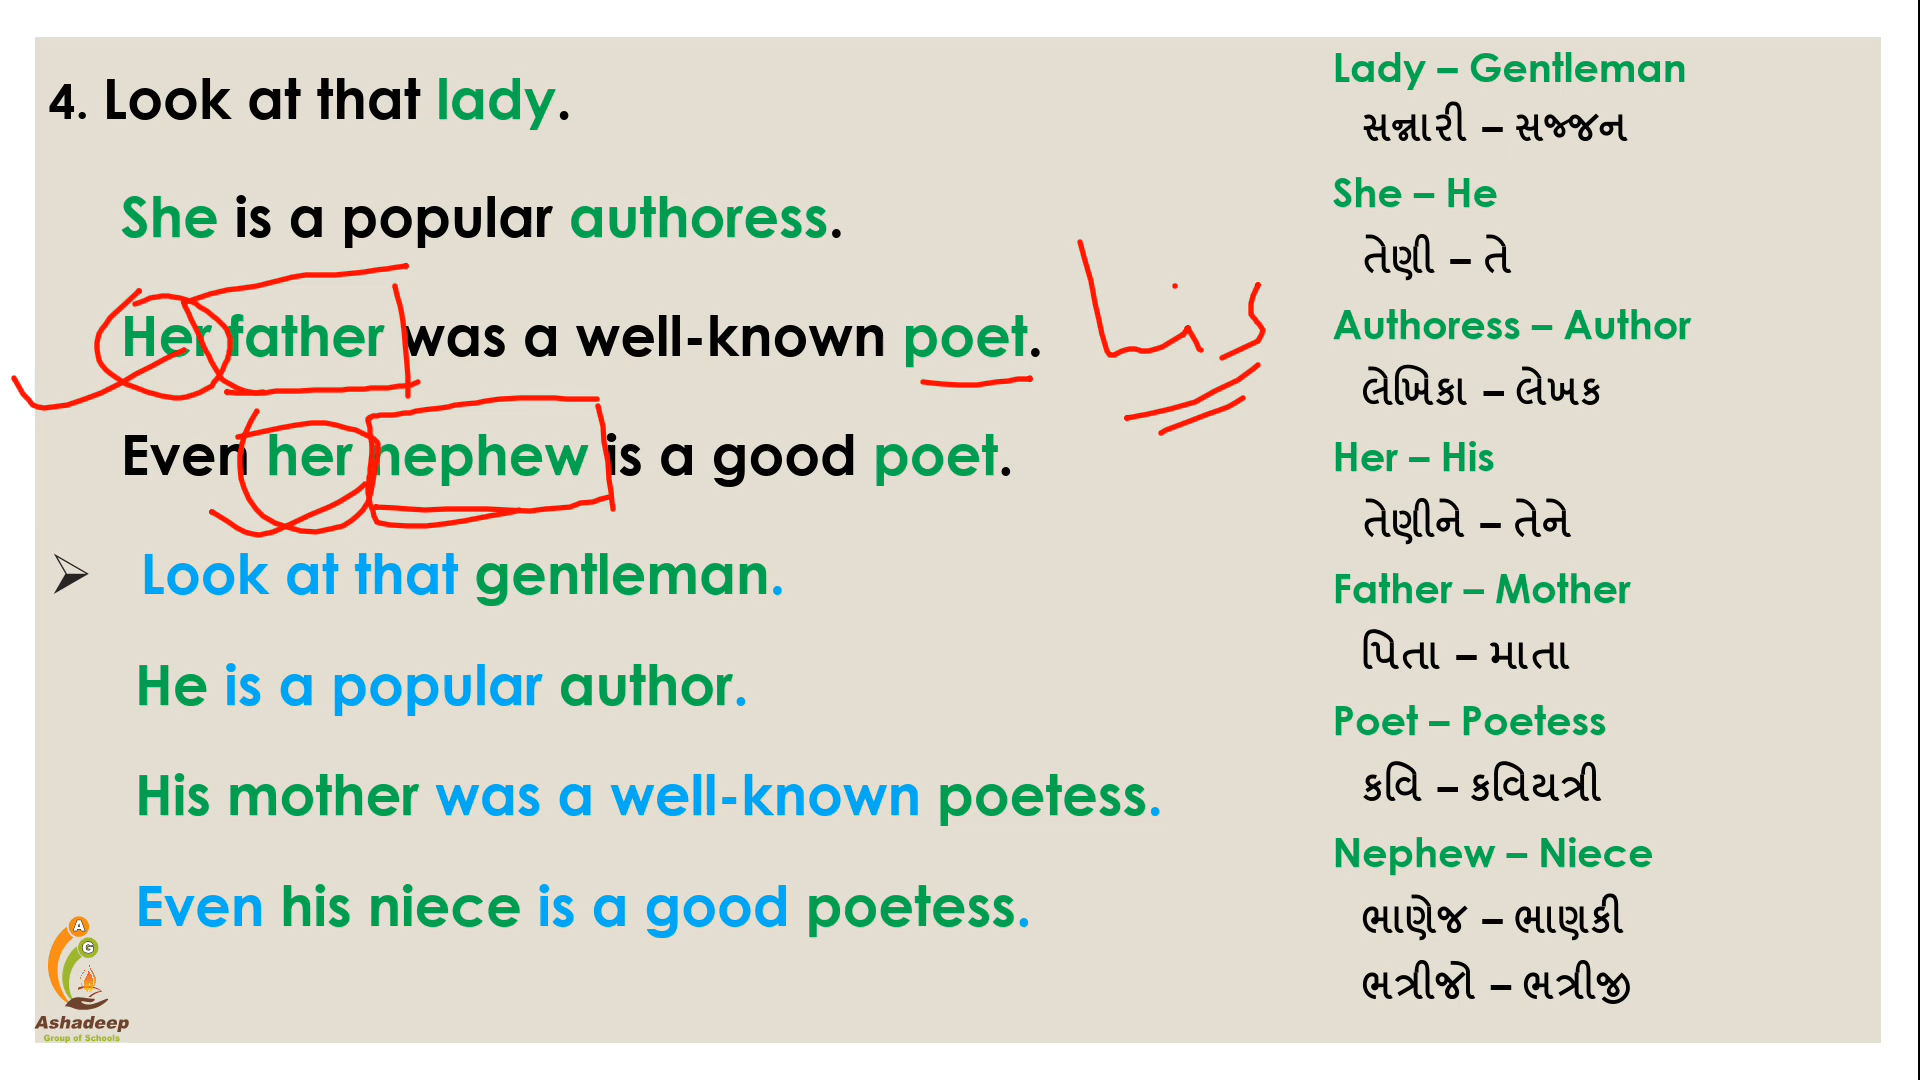 4. Look at that lady.
She is a popular authoress.
Her father was a well-known poet.
Even her nephew is a good poet.
his
➢ Look at that gentleman.
He is a popular author.
His mother was a well-known poetess.
Even his niece is a good poetess.
Lady – Gentleman
સન્નારી – સજ્જન
She – He
તેણી – તે
Authoress – Author
લેખિકા – લેખક
Her – His
તેણીને – તેને
Father – Mother
પિતા – માતા
Poet – Poetess
કવિ – કવિયત્રી
Nephew – Niece
ભાણેજ – ભાણકી
ભત્રીજો – ભત્રીજી
A
G
Ashadeep
Group of Schools